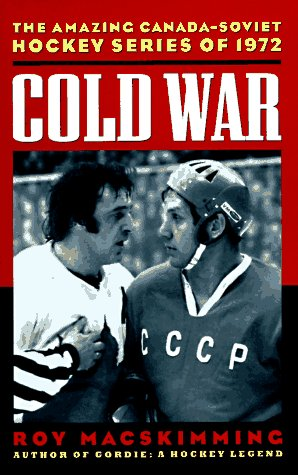 THE AMAZING CANADA-SOVIET
HOCKEY SERIES OF 1972
COLD WAR
CCCP
ROY MACSKIMMING
AUTHOR OF GORDIE: A HOCKEY LEGEND